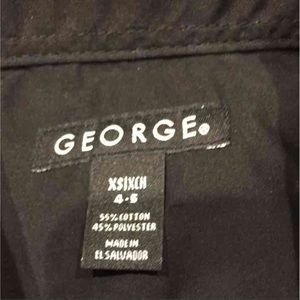 GEORGE.
XS|XCH
4-5
55% COTTON
45% POLYESTER
MADE IN
EL SALVADOR